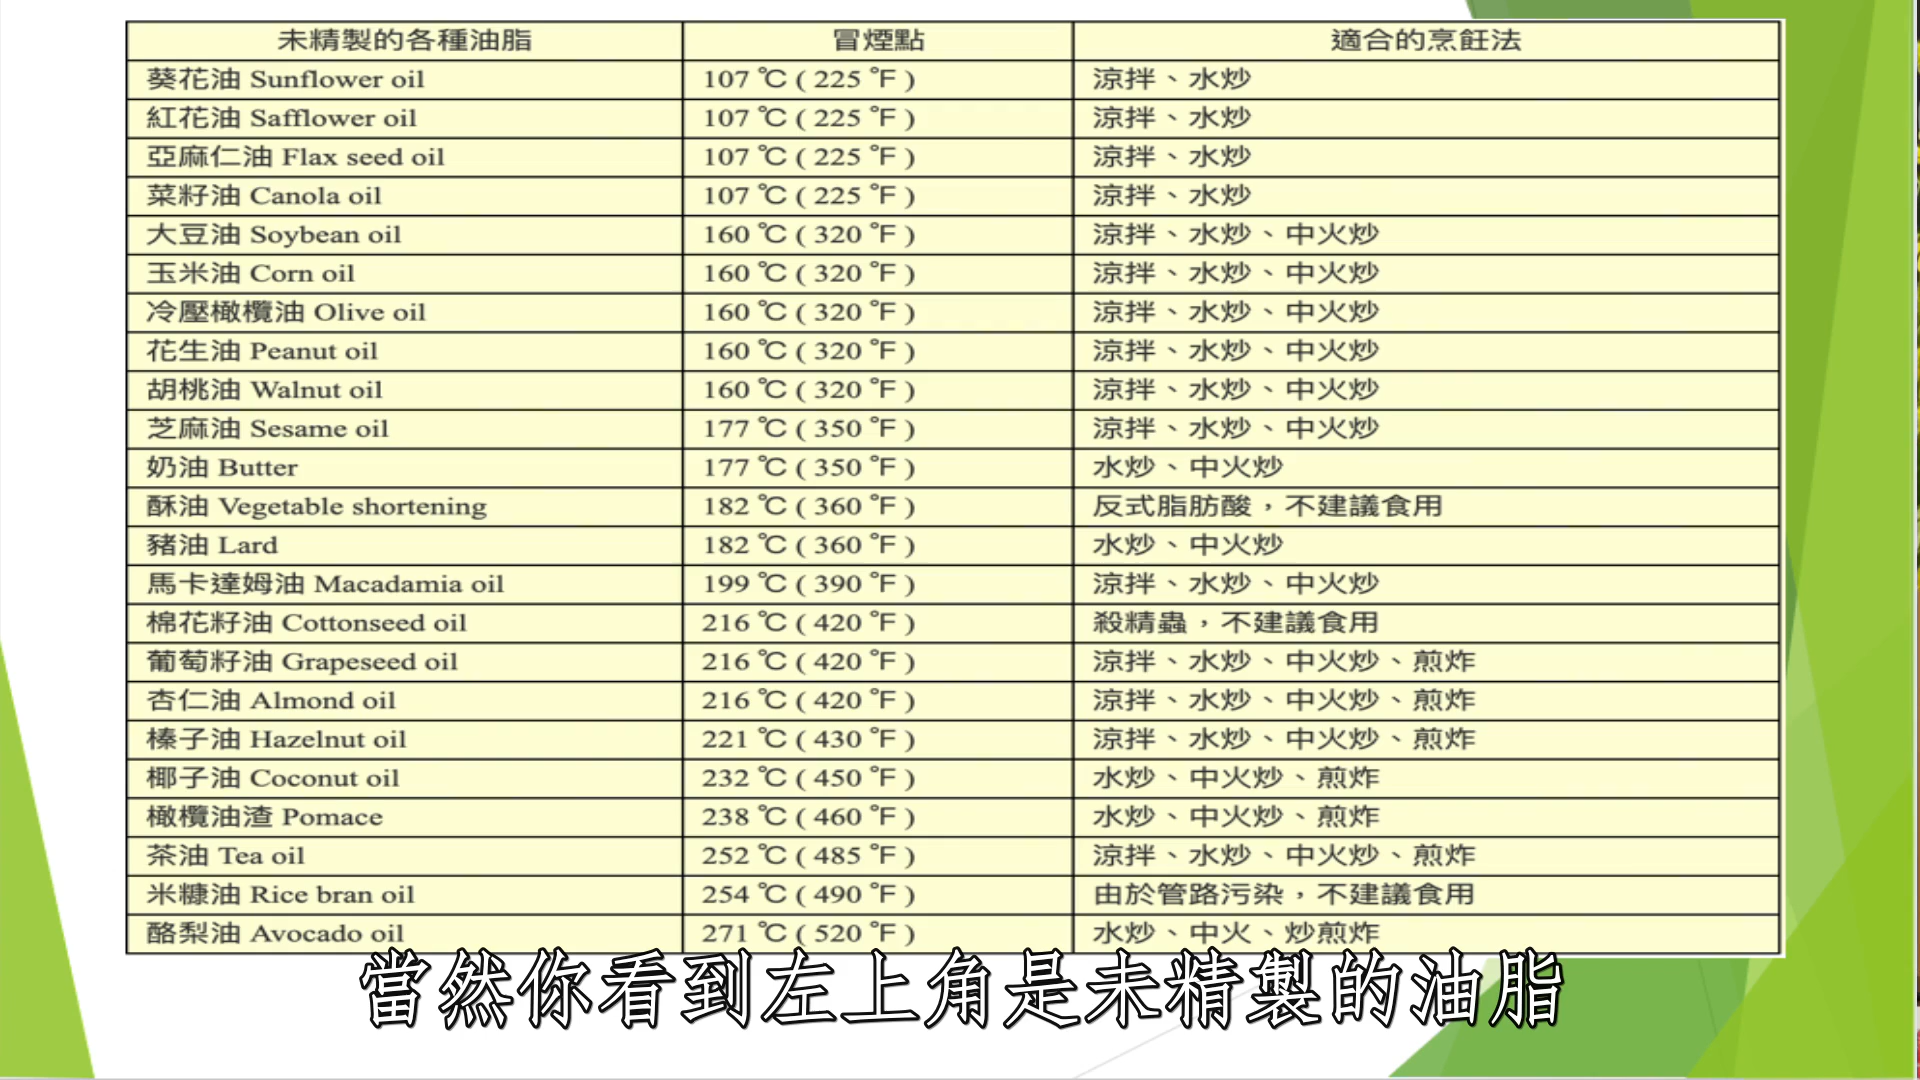 未精製的各種油脂 冒煙點 適合的烹飪法
葵花油 Sunflower oil 107 ℃ ( 225 ℉ ) 涼拌、水炒
紅花油 Safflower oil 107 ℃ ( 225 ℉ ) 涼拌、水炒
亞麻仁油 Flax seed oil 107 ℃ ( 225 ℉ ) 涼拌、水炒
菜籽油 Canola oil 107 ℃ ( 225 ℉ ) 涼拌、水炒
大豆油 Soybean oil 160 ℃ ( 320 ℉ ) 涼拌、水炒、中火炒
玉米油 Corn oil 160 ℃ ( 320 ℉ ) 涼拌、水炒、中火炒
冷壓橄欖油 Olive oil 160 ℃ ( 320 ℉ ) 涼拌、水炒、中火炒
花生油 Peanut oil 160 ℃ ( 320 ℉ ) 涼拌、水炒、中火炒
胡桃油 Walnut oil 160 ℃ ( 320 ℉ ) 涼拌、水炒、中火炒
芝麻油 Sesame oil 177 ℃ ( 350 ℉ ) 涼拌、水炒、中火炒
奶油 Butter 177 ℃ ( 350 ℉ ) 水炒、中火炒
酥油 Vegetable shortening 182 ℃ ( 360 ℉ ) 反式脂肪酸，不建議食用
豬油 Lard 182 ℃ ( 360 ℉ ) 水炒、中火炒
馬卡達姆油 Macadamia oil 199 ℃ ( 390 ℉ ) 涼拌、水炒、中火炒
棉花籽油 Cottonseed oil 216 ℃ ( 420 ℉ ) 殺精蟲，不建議食用
葡萄籽油 Grapeseed oil 216 ℃ ( 420 ℉ ) 涼拌、水炒、中火炒、煎炸
杏仁油 Almond oil 216 ℃ ( 420 ℉ ) 涼拌、水炒、中火炒、煎炸
榛子油 Hazelnut oil 221 ℃ ( 430 ℉ ) 涼拌、水炒、中火炒、煎炸
椰子油 Coconut oil 232 ℃ ( 450 ℉ ) 水炒、中火炒、煎炸
橄欖油渣 Pomace 238 ℃ ( 460 ℉ ) 水炒、中火炒、煎炸
茶油 Tea oil 252 ℃ ( 485 ℉ ) 涼拌、水炒、中火炒、煎炸
米糠油 Rice bran oil 254 ℃ ( 490 ℉ ) 由於管路污染，不建議食用
酪梨油 Avocado oil 271 ℃ ( 520 ℉ ) 水炒、中火、炒煎炸
當然你看到左上角是未精製的油脂